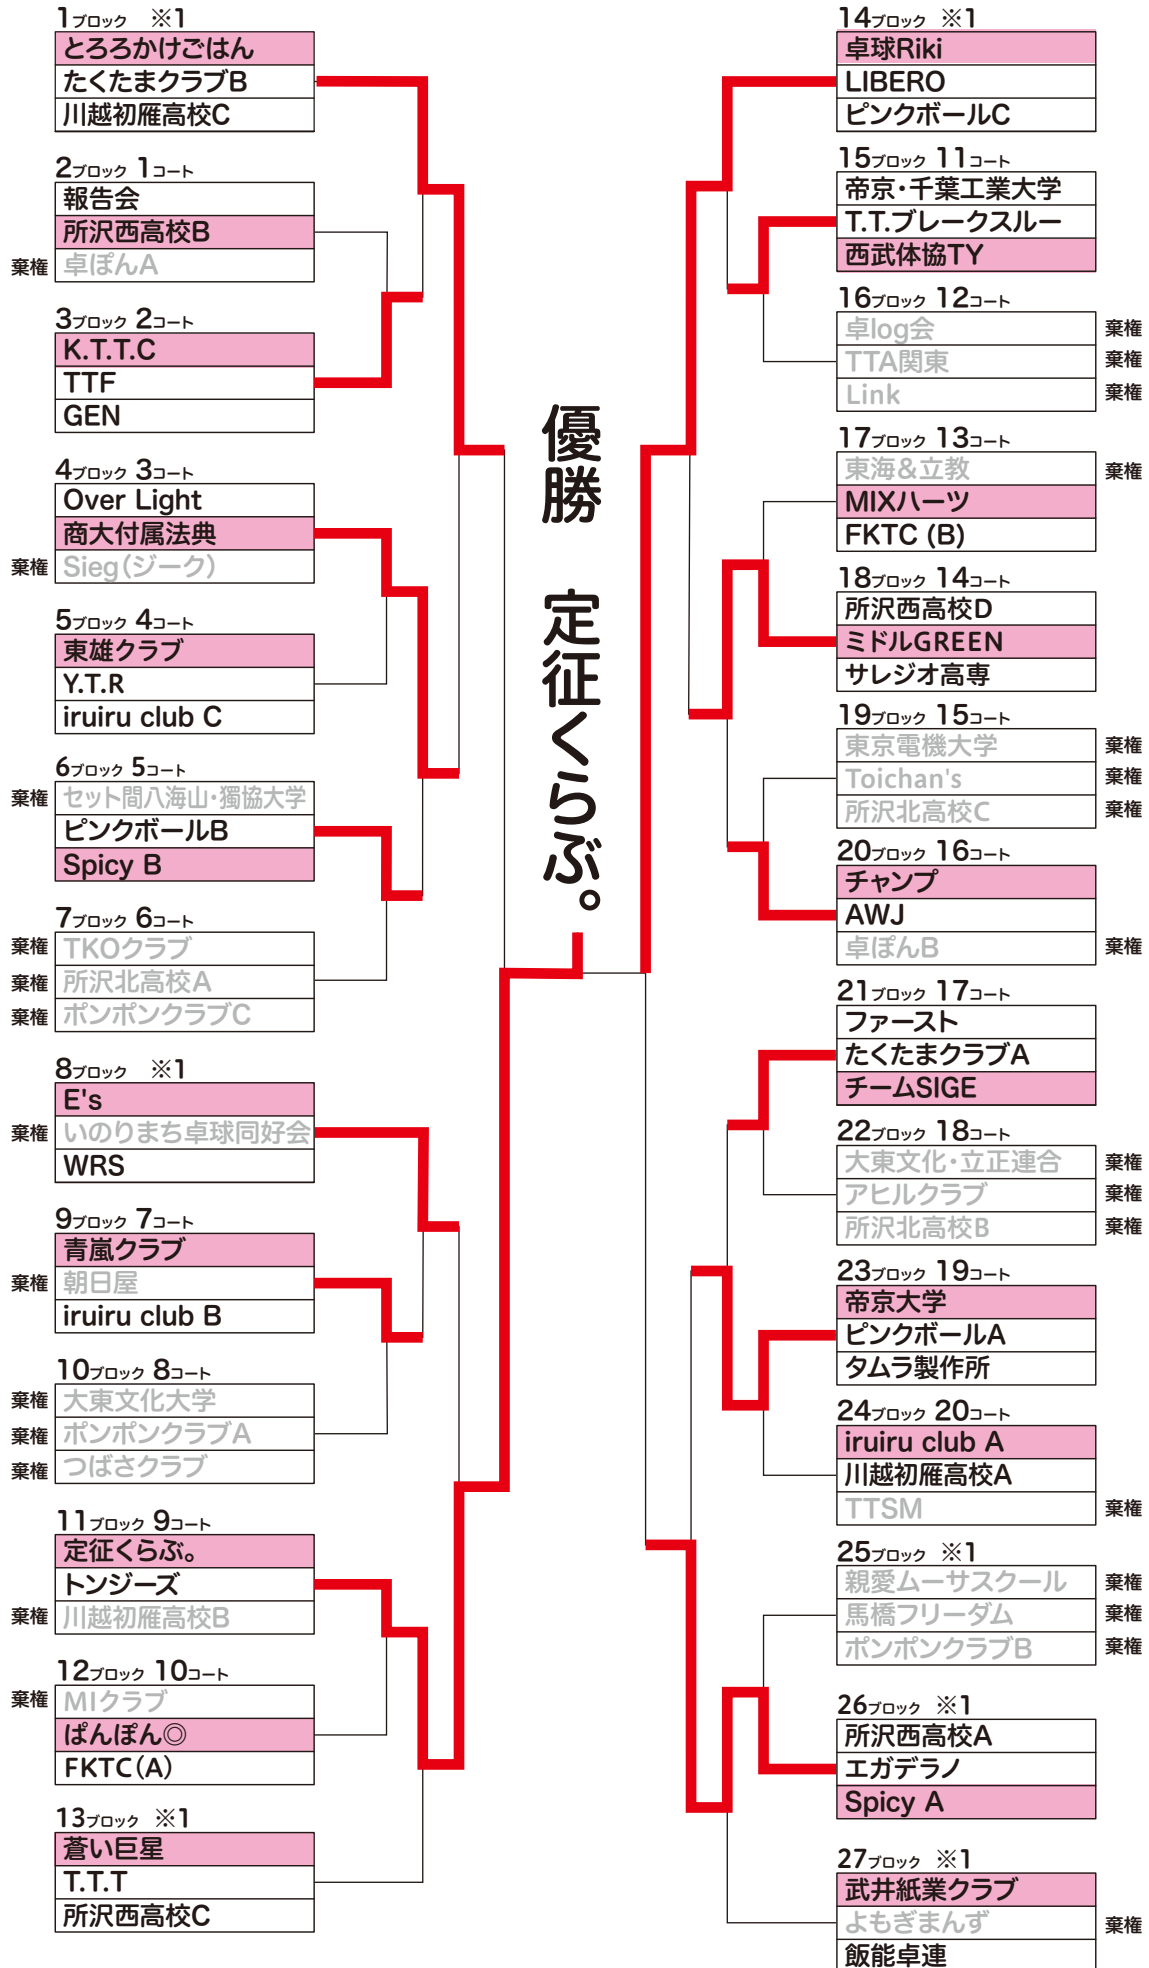 1ブロック ※1
とろろかけごはん
たくたまクラブB
川越初雁高校C
2ブロック 1コート
報告会
所沢西高校B
棄権 卓ぽんA
3ブロック 2コート
K.T.T.C
TTF
GEN
4ブロック 3コート
Over Light
商大付属法典
棄権 Sieg(ジーク)
5ブロック 4コート
東雄クラブ
Y.T.R
iruiru club C
6ブロック 5コート
棄権 セット間八海山・獨協大学
ピンクボールB
Spicy B
7ブロック 6コート
棄権 TKOクラブ
棄権 所沢北高校A
棄権 ポンポンクラブC
8ブロック ※1
E's
棄権 いのりまち卓球同好会
WRS
9ブロック 7コート
青嵐クラブ
棄権 朝日屋
iruiru club B
10ブロック 8コート
棄権 大東文化大学
棄権 ポンポンクラブA
棄権 つばさクラブ
11ブロック 9コート
定征くらぶ。
トンジーズ
棄権 川越初雁高校B
12ブロック 10コート
棄権 MIクラブ
ぱんぽん◎
FKTC(A)
13ブロック ※1
蒼い巨星
T.T.T
所沢西高校C
優勝 定征くらぶ。
14ブロック ※1
卓球Riki
LIBERO
ピンクボールC
15ブロック 11コート
帝京・千葉工業大学
T.T.ブレークスルー
西武体協TY
16ブロック 12コート
卓log会 棄権
TTA関東 棄権
Link 棄権
17ブロック 13コート
東海&立教 棄権
MIXハーツ
FKTC (B)
18ブロック 14コート
所沢西高校D
ミドルGREEN
サレジオ高専
19ブロック 15コート
東京電機大学 棄権
Toichan's 棄権
所沢北高校C 棄権
20ブロック 16コート
チャンプ
AWJ
卓ぽんB 棄権
21ブロック 17コート
ファースト
たくたまクラブA
チームSIGE
22ブロック 18コート
大東文化・立正連合 棄権
アヒルクラブ 棄権
所沢北高校B 棄権
23ブロック 19コート
帝京大学
ピンクボールA
タムラ製作所
24ブロック 20コート
iruiru club A
川越初雁高校A
TTSM 棄権
25ブロック ※1
親愛ムーサスクール 棄権
馬橋フリーダム 棄権
ポンポンクラブB 棄権
26ブロック ※1
所沢西高校A
エガデラノ
Spicy A
27ブロック ※1
武井紙業クラブ
よもぎまんず 棄権
飯能卓連